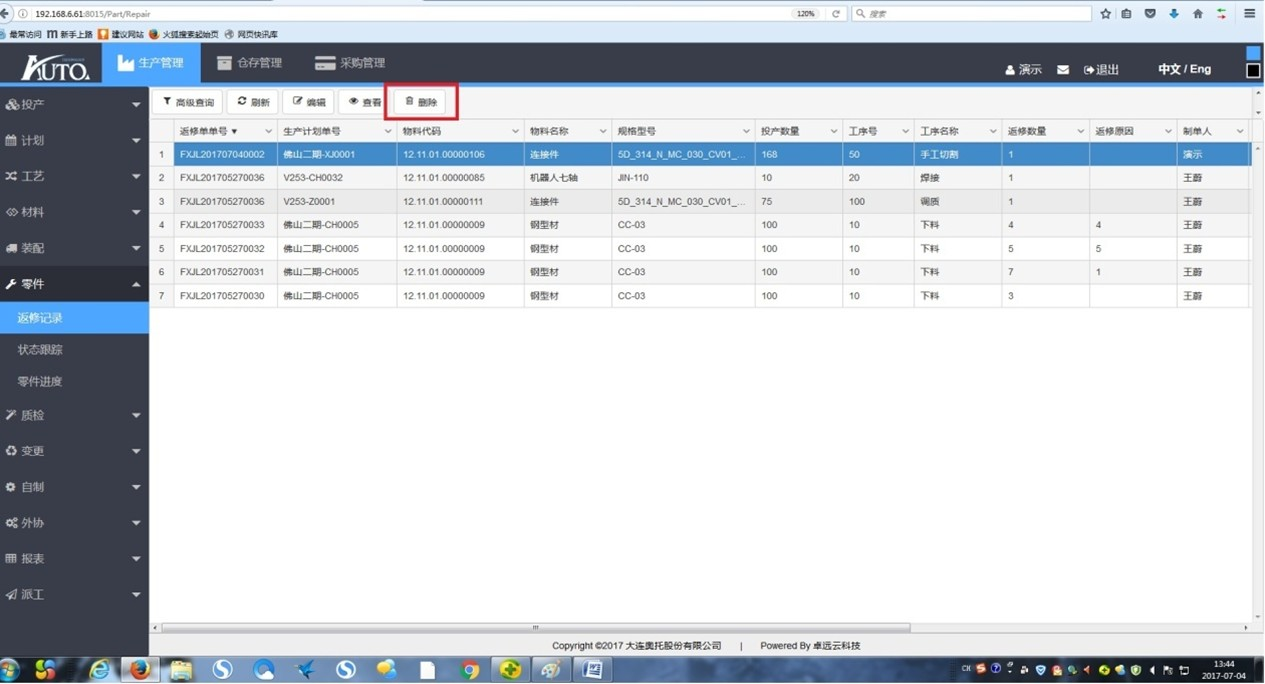 192.168.6.61:8015/Part/Repair 120% 搜索
最常访问 新手上路 建议网站 火狐搜索起始页 网页快讯库
AUTO. 生产管理 仓存管理 采购管理 演示 退出 中文 / Eng
投产
计划
工艺
材料
装配
零件
返修记录
状态跟踪
零件进度
质检
变更
自制
外协
报表
派工
高级查询 刷新 编辑 查看 删除
返修单单号 ▼ 生产计划单号 物料代码 物料名称 规格型号 投产数量 工序号 工序名称 返修数量 返修原因 制单人
1 FXJL201707040002 佛山二期-XJ0001 12.11.01.00000106 连接件 5D_314_N_MC_030_CV01_... 168 50 手工切割 1 演示
2 FXJL201705270036 V253-CH0032 12.11.01.00000085 机器人七轴 JIN-110 10 20 焊接 1 王蔚
3 FXJL201705270036 V253-Z0001 12.11.01.00000111 连接件 5D_314_N_MC_030_CV01_... 75 100 调质 1 王蔚
4 FXJL201705270033 佛山二期-CH0005 12.11.01.00000009 钢型材 CC-03 100 10 下料 4 4 王蔚
5 FXJL201705270032 佛山二期-CH0005 12.11.01.00000009 钢型材 CC-03 100 10 下料 5 5 王蔚
6 FXJL201705270031 佛山二期-CH0005 12.11.01.00000009 钢型材 CC-03 100 10 下料 7 1 王蔚
7 FXJL201705270030 佛山二期-CH0005 12.11.01.00000009 钢型材 CC-03 100 10 下料 3 王蔚
Copyright ©2017 大连奥托股份有限公司 | Powered By 卓远云科技
CH 13:44
2017-07-04